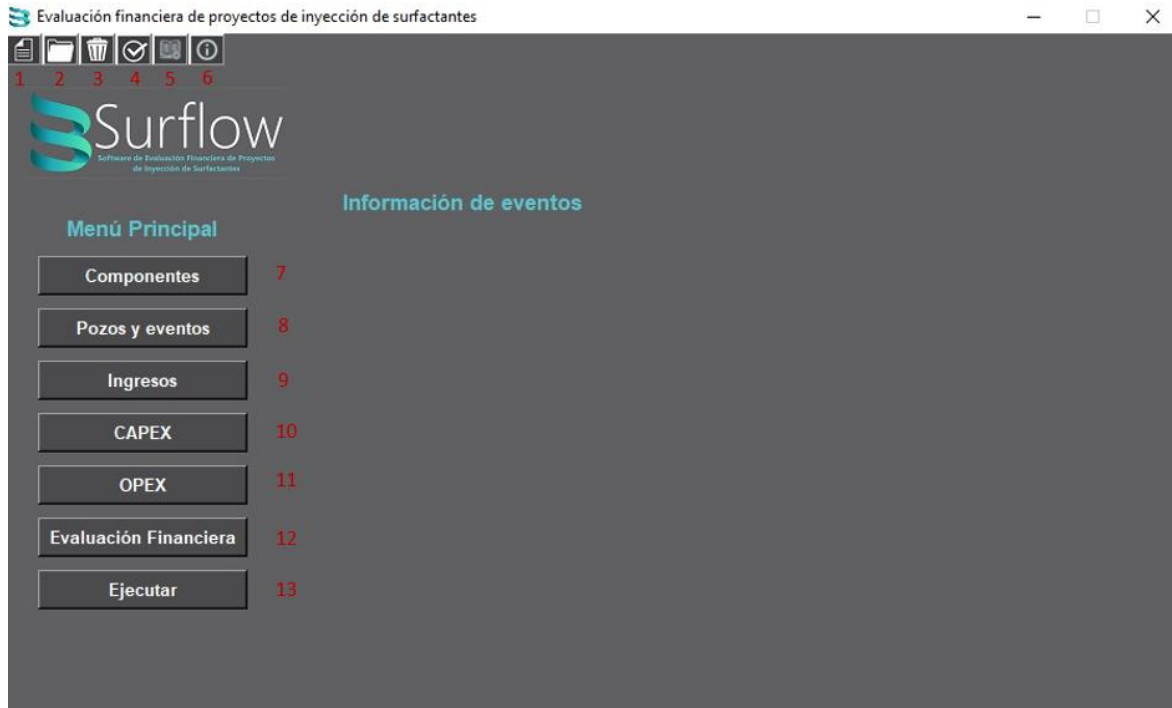 Evaluación financiera de proyectos de inyección de surfactantes
1 2 3 4 5 6
Surflow
Software de Evaluación Financiera de Proyectos
de Inyección de Surfactantes
Información de eventos
Menú Principal
Componentes 7
Pozos y eventos 8
Ingresos 9
CAPEX 10
OPEX 11
Evaluación Financiera 12
Ejecutar 13